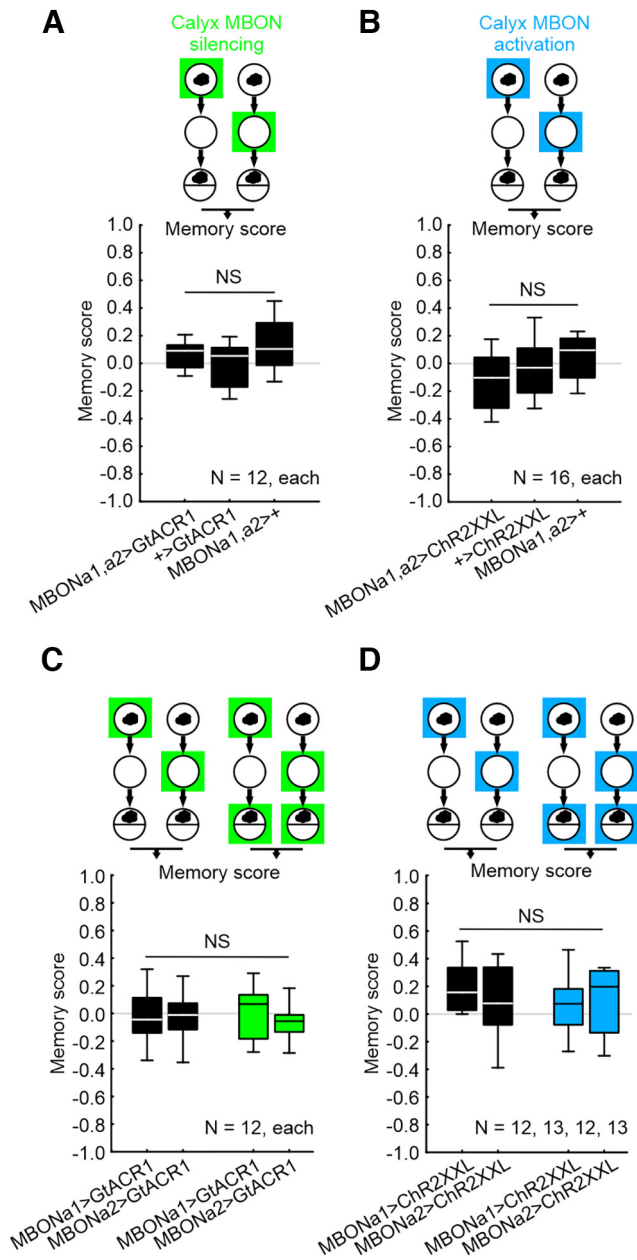 A
Calyx MBON
silencing
Memory score
1.0
0.8
0.6
0.4
0.2
0.0
-0.2
-0.4
-0.6
-0.8
-1.0
Memory score
NS
N = 12, each
MBONa1,a2>GtACR1
+>GtACR1
MBONa1,a2>+
B
Calyx MBON
activation
Memory score
1.0
0.8
0.6
0.4
0.2
0.0
-0.2
-0.4
-0.6
-0.8
-1.0
Memory score
NS
N = 16, each
MBONa1,a2>ChR2XXL
+>ChR2XXL
MBONa1,a2>+
C
Memory score
1.0
0.8
0.6
0.4
0.2
0.0
-0.2
-0.4
-0.6
-0.8
-1.0
Memory score
NS
N = 12, each
MBONa1>GtACR1
MBONa2>GtACR1
MBONa1>GtACR1
MBONa2>GtACR1
D
Memory score
1.0
0.8
0.6
0.4
0.2
0.0
-0.2
-0.4
-0.6
-0.8
-1.0
Memory score
NS
N = 12, 13, 12, 13
MBONa1>ChR2XXL
MBONa2>ChR2XXL
MBONa1>ChR2XXL
MBONa2>ChR2XXL